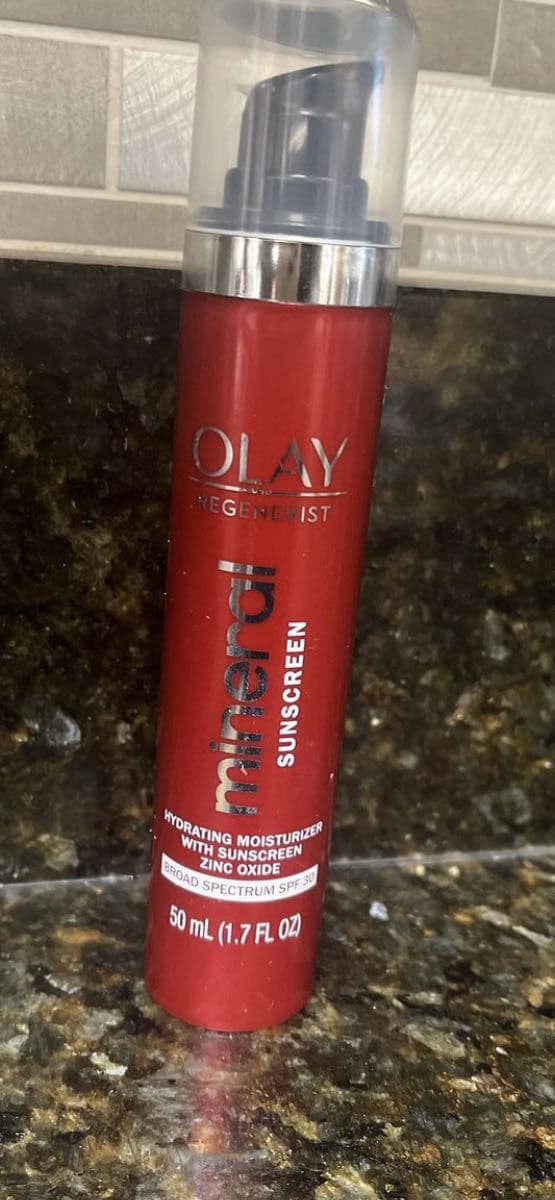 OLAY
REGENERIST
mineral
SUNSCREEN
HYDRATING MOISTURIZER
WITH SUNSCREEN
ZINC OXIDE
BROAD SPECTRUM SPF 30
50 mL (1.7 FL OZ)